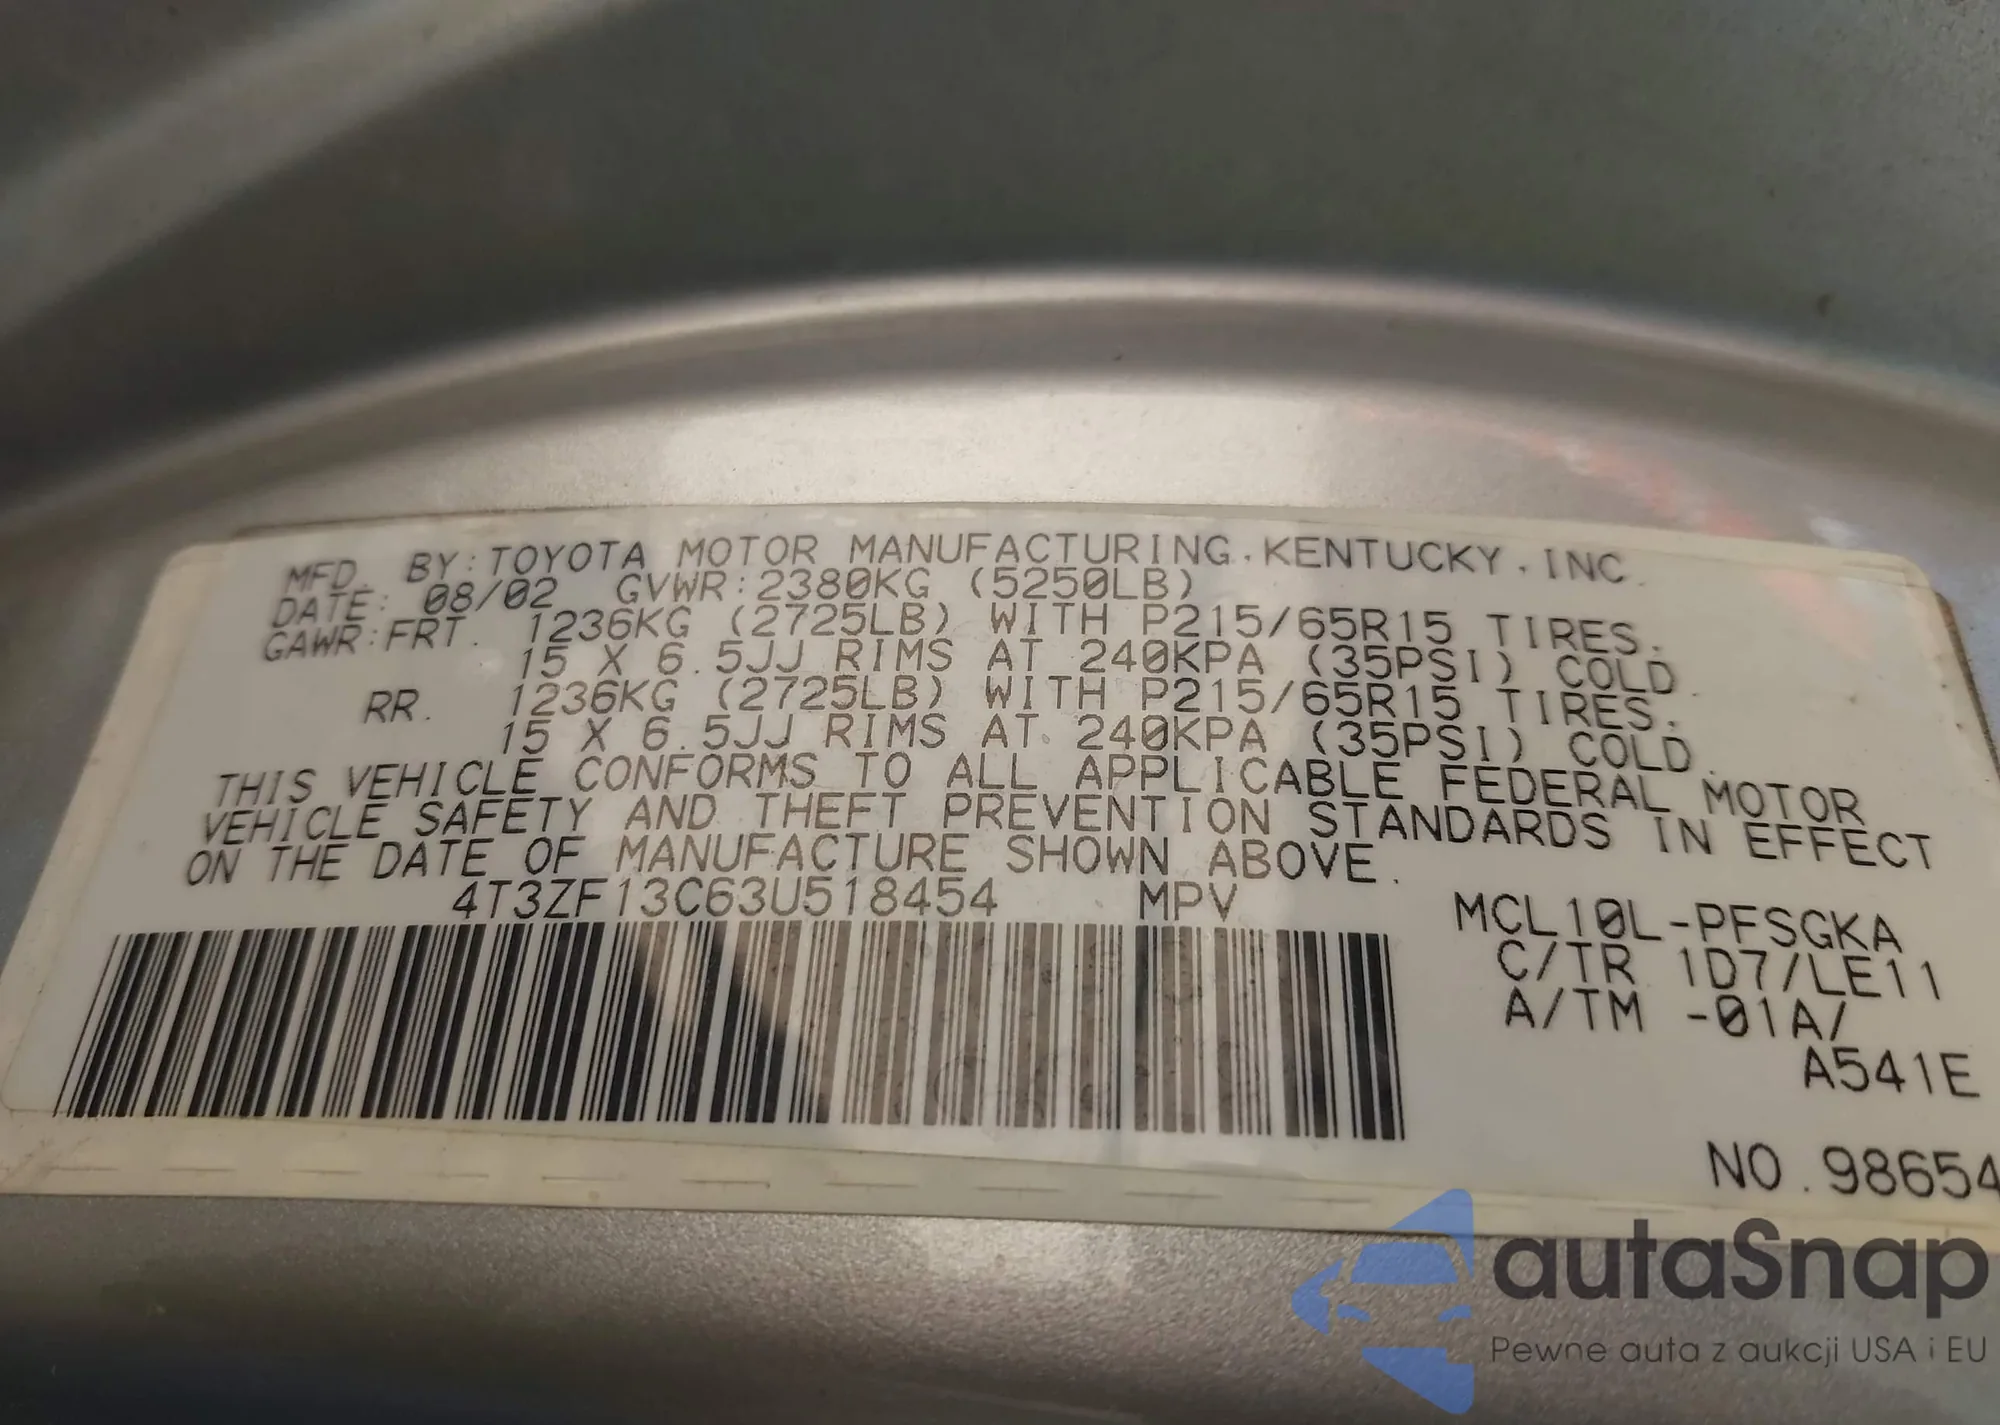 MFD. BY:TOYOTA MOTOR MANUFACTURING.KENTUCKY.INC.
DATE: 08/02 GVWR:2380KG (5250LB)
GAWR:FRT. 1236KG (2725LB) WITH P215/65R15 TIRES.
15 X 6.5JJ RIMS AT 240KPA (35PSI) COLD.
RR. 1236KG (2725LB) WITH P215/65R15 TIRES.
15 X 6.5JJ RIMS AT 240KPA (35PSI) COLD.
THIS VEHICLE CONFORMS TO ALL APPLICABLE FEDERAL MOTOR
VEHICLE SAFETY AND THEFT PREVENTION STANDARDS IN EFFECT
ON THE DATE OF MANUFACTURE SHOWN ABOVE.
4T3ZF13C63U518454 MPV
MCL10L-PFSGKA
C/TR 1D7/LE11
A/TM -01A/
A541E
NO.98654
autaSnap
Pewne auta z aukcji USA i EU